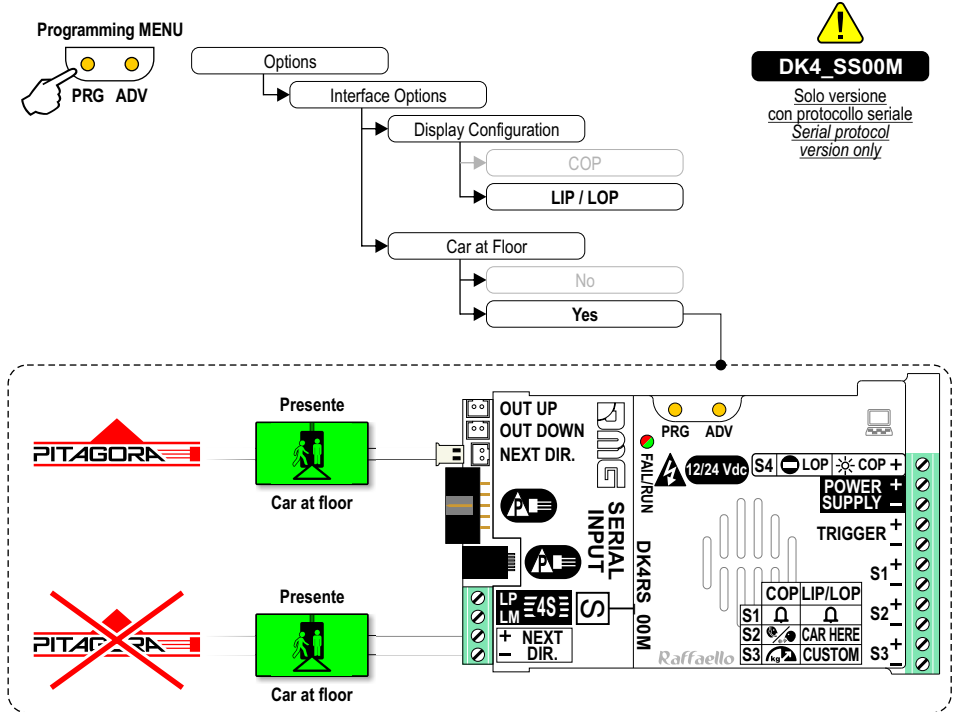 Programming MENU
PRG ADV
Options
Interface Options
Display Configuration
COP
LIP / LOP
Car at Floor
No
Yes
DK4_SS00M
Solo versione
con protocollo seriale
Serial protocol
version only
PITAGORA
Presente
Car at floor
PITAGORA
Presente
Car at floor
OUT UP
OUT DOWN
NEXT DIR.
P
P
LP
LM
4S
S
+ NEXT
– DIR.
DMG
SERIAL
INPUT
FAIL/RUN
DK4RS 00M
PRG ADV
12/24 Vdc
S4 LOP COP +
POWER +
SUPPLY –
TRIGGER +
–
S1 +
–
S2 +
–
S3 +
–
COP LIP/LOP
S1
S2 CAR HERE
S3 kg CUSTOM
Raffaello